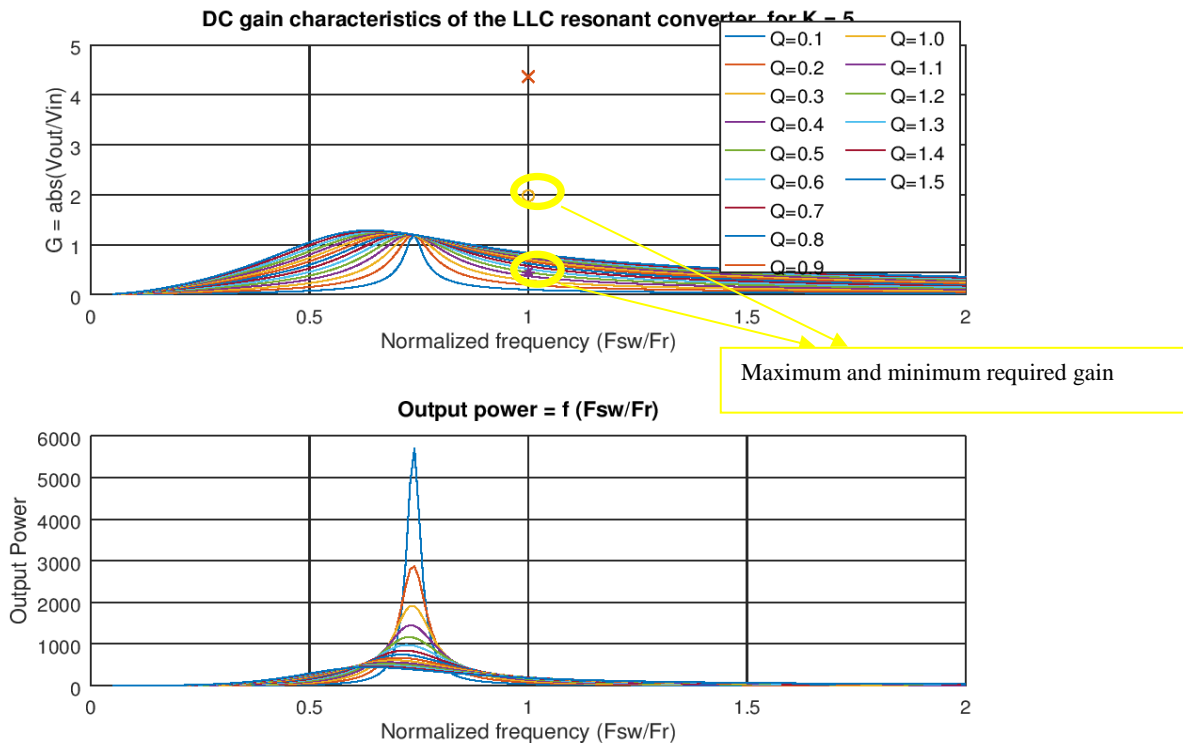 DC gain characteristics of the LLC resonant converter, for K = 5
G = abs(Vout/Vin)
5
4
3
2
1
0
0
0.5
1
1.5
2
Normalized frequency (Fsw/Fr)
Q=0.1
Q=0.2
Q=0.3
Q=0.4
Q=0.5
Q=0.6
Q=0.7
Q=0.8
Q=0.9
Q=1.0
Q=1.1
Q=1.2
Q=1.3
Q=1.4
Q=1.5
Maximum and minimum required gain
Output power = f (Fsw/Fr)
Output Power
6000
5000
4000
3000
2000
1000
0
0
0.5
1
1.5
2
Normalized frequency (Fsw/Fr)